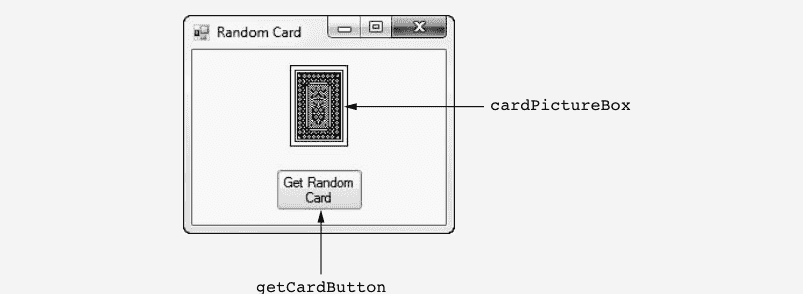 Random Card
cardPictureBox
Get Random
Card
getCardButton